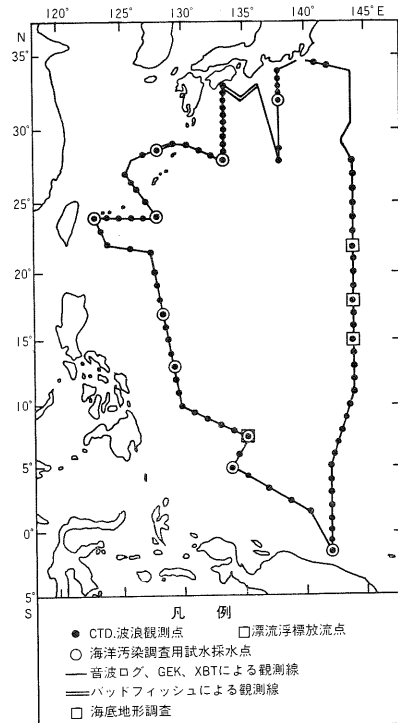 120° 125° 130° 135° 140° 145°E
N
35°
30°
25°
20°
15°
10°
5°
0°
5°
S
凡例
CTD.波浪観測点 漂流浮標放流点
海洋汚染調査用試水採水点
音波ログ、GEK、XBTによる観測線
バッドフィッシュによる観測線
海底地形調査